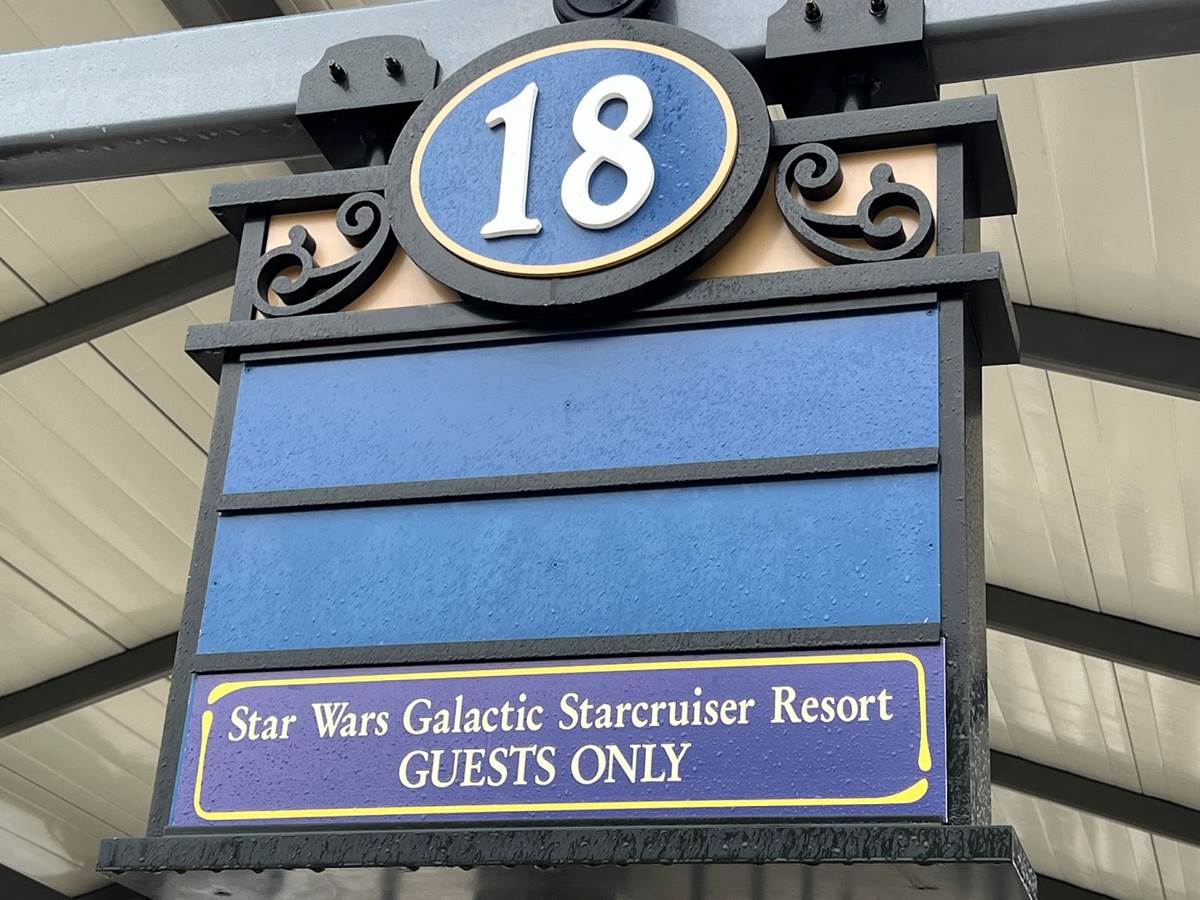 18
Star Wars Galactic Starcruiser Resort
GUESTS ONLY